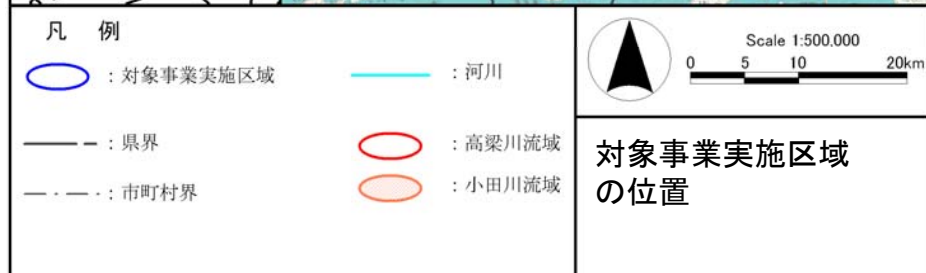 凡 例
：対象事業実施区域
：河川
：県界
：高梁川流域
：市町村界
：小田川流域
Scale 1:500.000
0 5 10 20km
対象事業実施区域
の位置